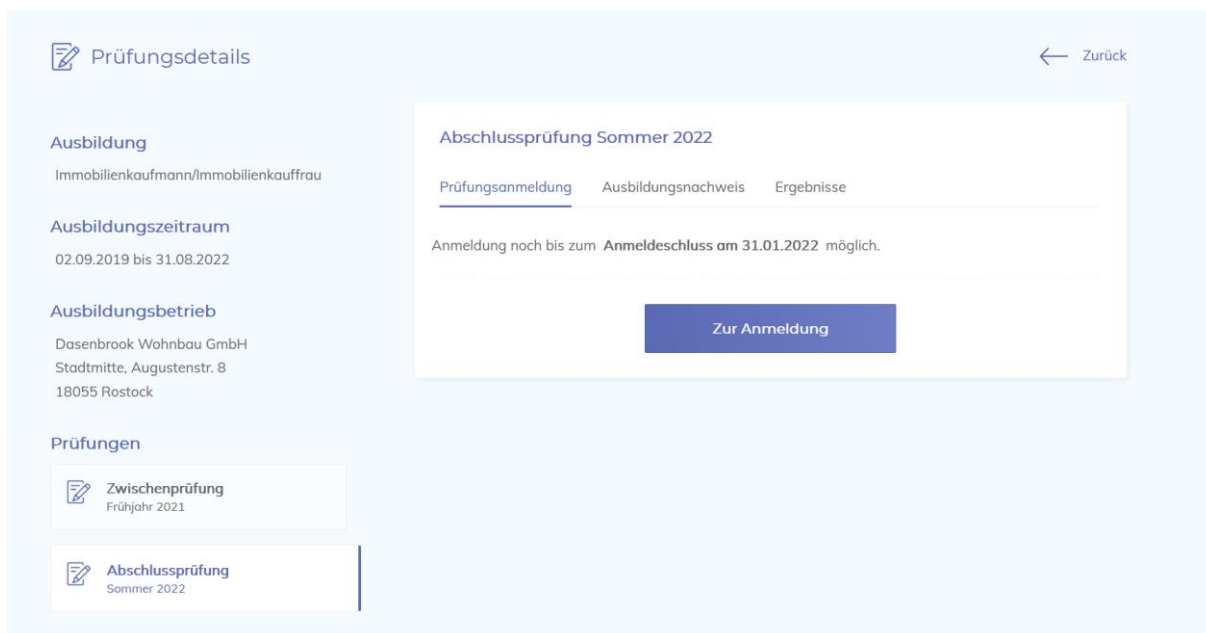 Prüfungsdetails
Zurück
Ausbildung
Immobilienkaufmann/Immobilienkauffrau
Ausbildungszeitraum
02.09.2019 bis 31.08.2022
Ausbildungsbetrieb
Dasenbrook Wohnbau GmbH
Stadtmitte, Augustenstr. 8
18055 Rostock
Prüfungen
Zwischenprüfung
Frühjahr 2021
Abschlussprüfung
Sommer 2022
Abschlussprüfung Sommer 2022
Prüfungsanmeldung Ausbildungsnachweis Ergebnisse
Anmeldung noch bis zum Anmeldeschluss am 31.01.2022 möglich.
Zur Anmeldung